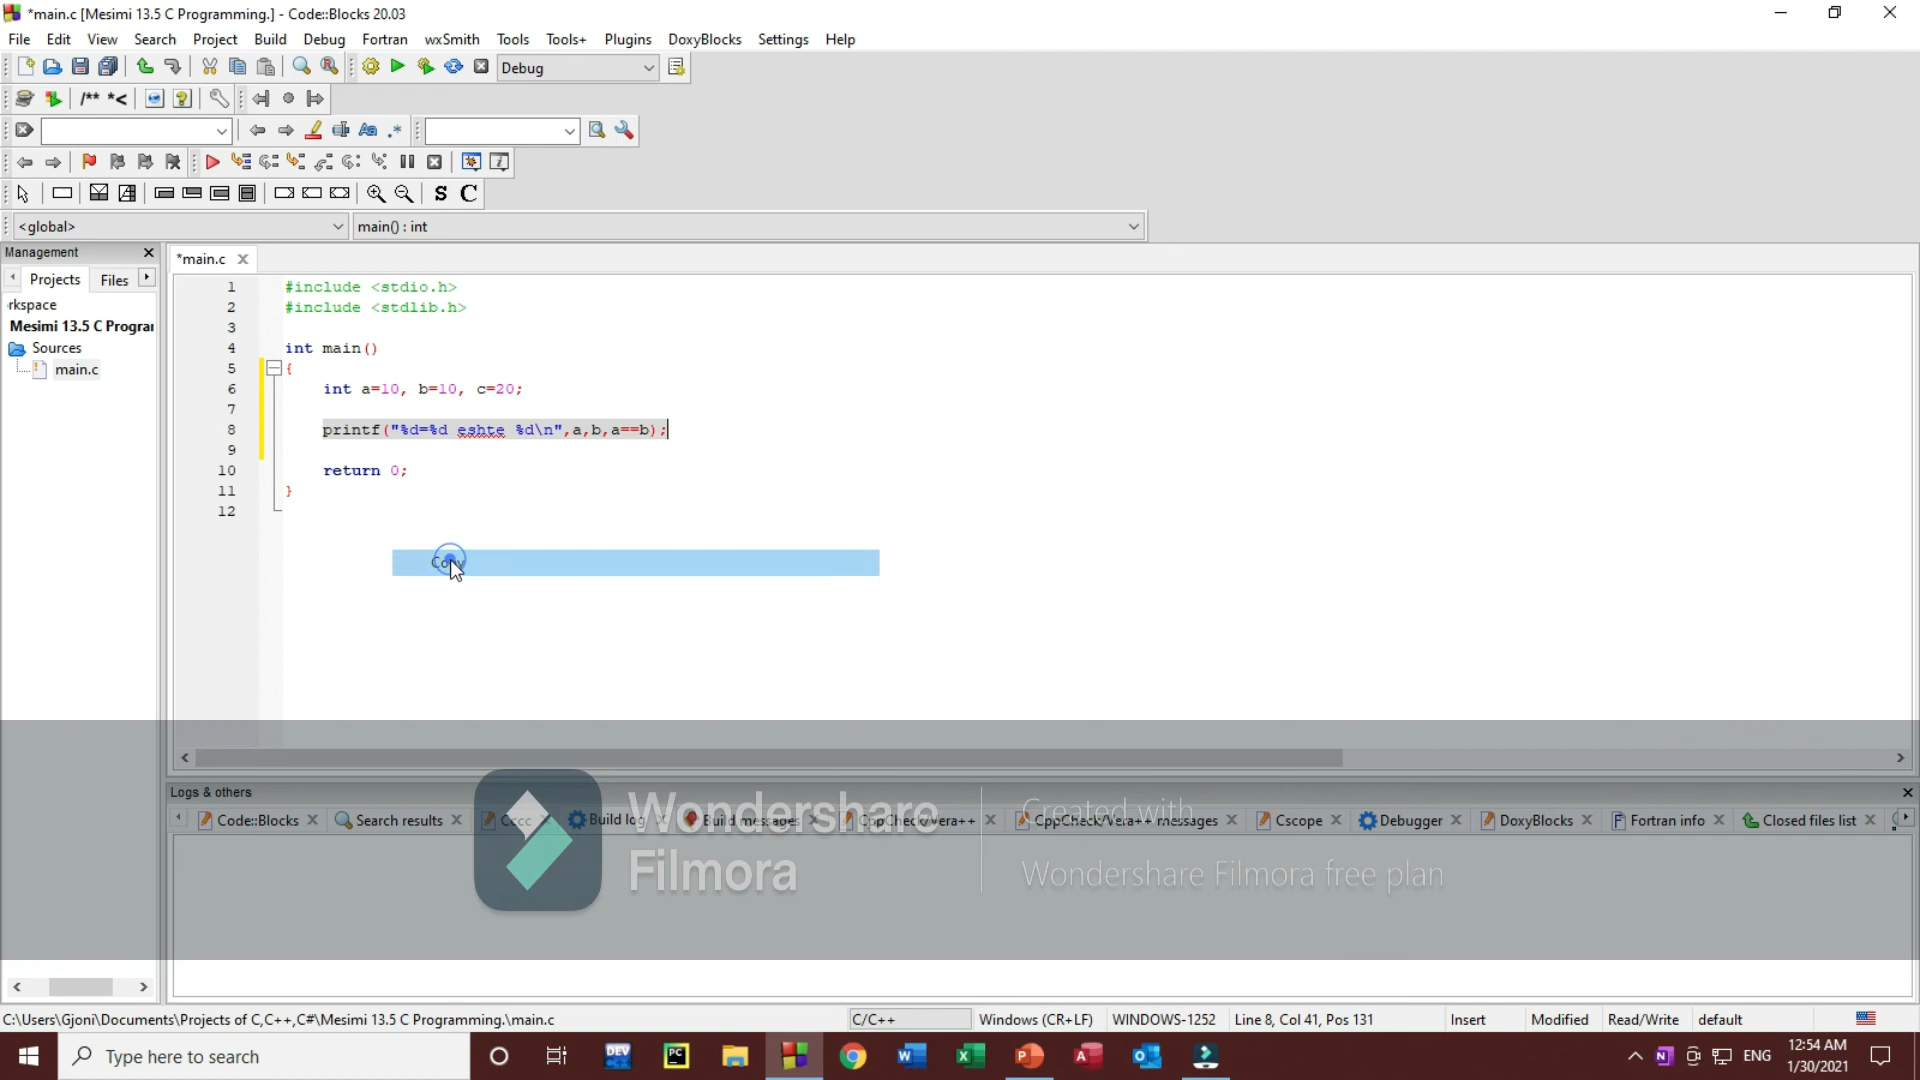 *main.c [Mesimi 13.5 C Programming.] - Code::Blocks 20.03
File Edit View Search Project Build Debug Fortran wxSmith Tools Tools+ Plugins DoxyBlocks Settings Help
Debug
/** *<
S C
<global> main() : int
Management
*main.c
Projects Files
rkspace
Mesimi 13.5 C Progra
Sources
main.c
1 #include <stdio.h>
2 #include <stdlib.h>
3
4 int main()
5 {
6 int a=10, b=10, c=20;
7
8 printf("%d=%d eshte %d\n",a,b,a==b);
9
10 return 0;
11 }
12
Copy
Logs & others
Code::Blocks Search results Cccc Build log Build messages CppCheck/Vera++ CppCheck/Vera++ messages Cscope Debugger DoxyBlocks Fortran info Closed files list
Wondershare
Filmora
Created with
Wondershare Filmora free plan
C:\Users\Gjoni\Documents\Projects of C,C++,C#\Mesimi 13.5 C Programming.\main.c C/C++ Windows (CR+LF) WINDOWS-1252 Line 8, Col 41, Pos 131 Insert Modified Read/Write default
Type here to search
DEV
PC
ENG
12:54 AM
1/30/2021